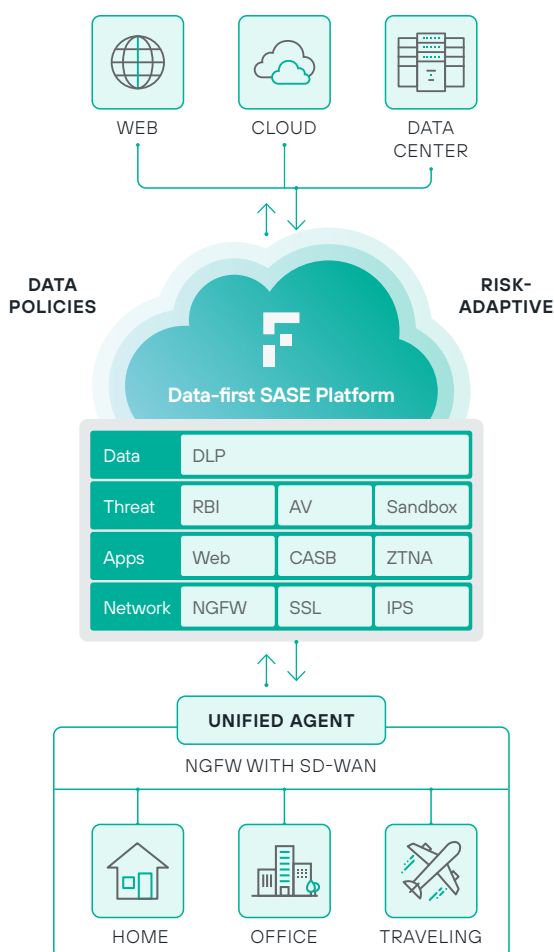 WEB
CLOUD
DATA
CENTER
DATA
POLICIES
RISK-
ADAPTIVE
Data-first SASE Platform
Data DLP
Threat RBI AV Sandbox
Apps Web CASB ZTNA
Network NGFW SSL IPS
UNIFIED AGENT
NGFW WITH SD-WAN
HOME
OFFICE
TRAVELING